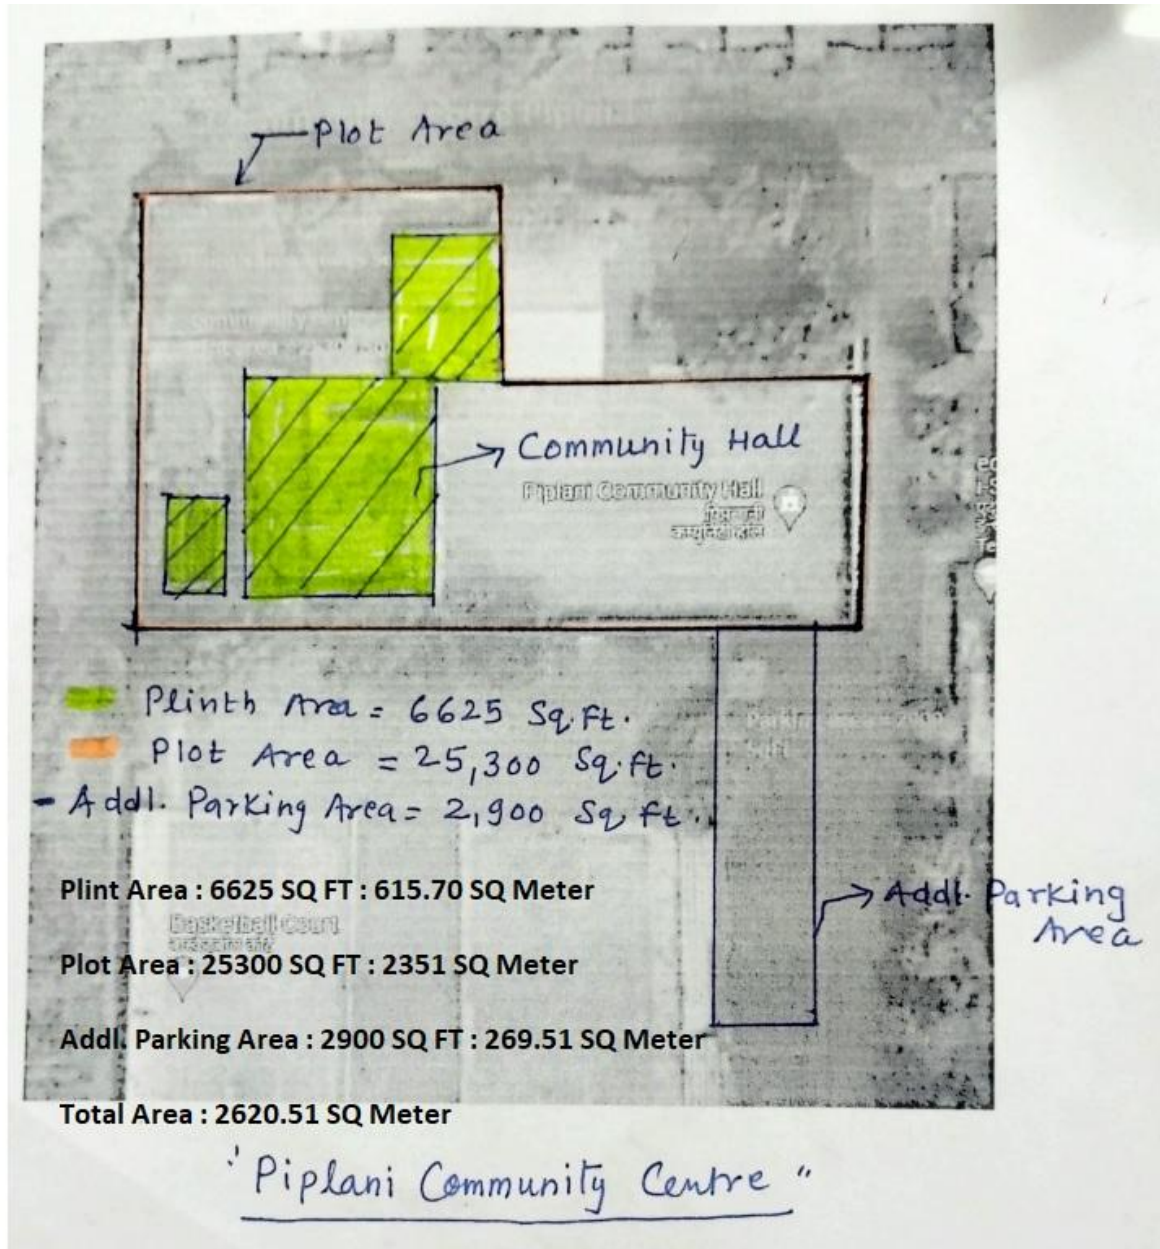 Plot Area
Community Hall
Piplani Community Hall
पिपलानी
कम्युनिटी हॉल
Plinth Area = 6625 Sq.Ft.
Plot Area = 25,300 Sq.ft.
- Addl. Parking Area = 2,900 Sq ft.
Plint Area : 6625 SQ FT : 615.70 SQ Meter
Addl. Parking Area
Basketball Court
Plot Area : 25300 SQ FT : 2351 SQ Meter
Addl. Parking Area : 2900 SQ FT : 269.51 SQ Meter
Total Area : 2620.51 SQ Meter
"Piplani Community Centre"